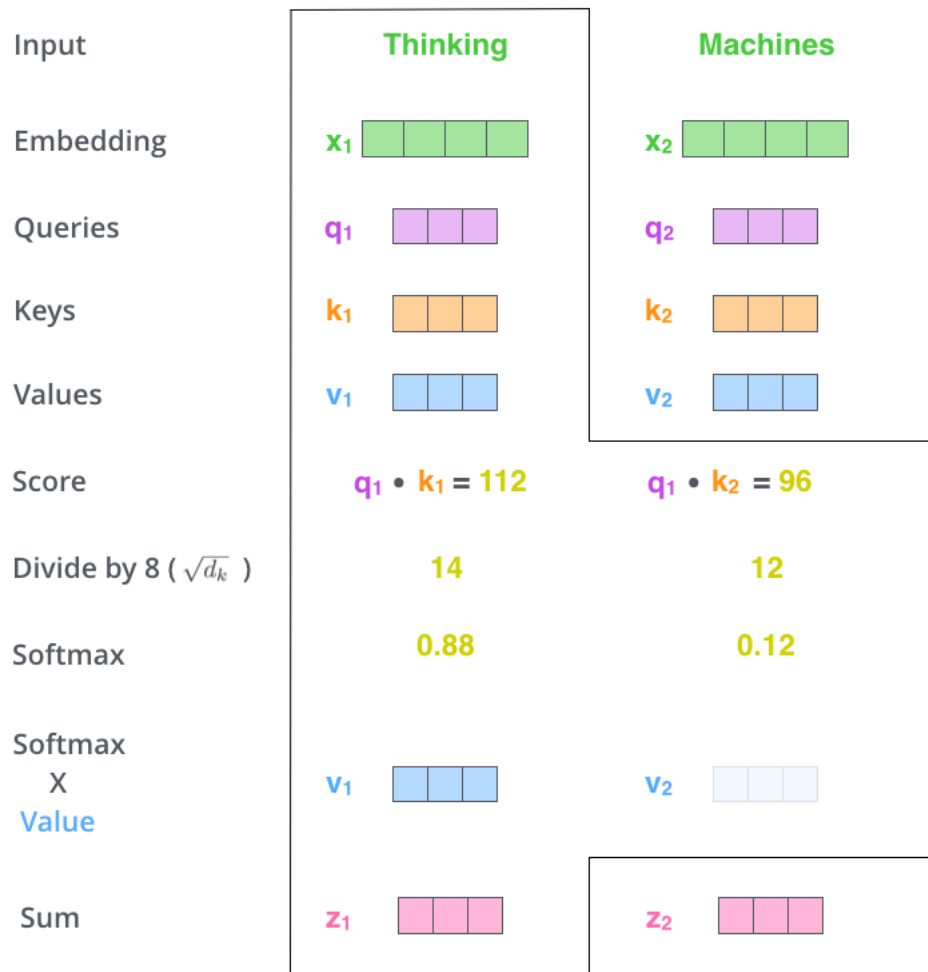 Input Thinking Machines
Embedding x₁ x₂
Queries q₁ q₂
Keys k₁ k₂
Values v₁ v₂
Score q₁ • k₁ = 112 q₁ • k₂ = 96
Divide by 8 ( √dₖ ) 14 12
Softmax 0.88 0.12
Softmax
X
Value v₁ v₂
Sum z₁ z₂